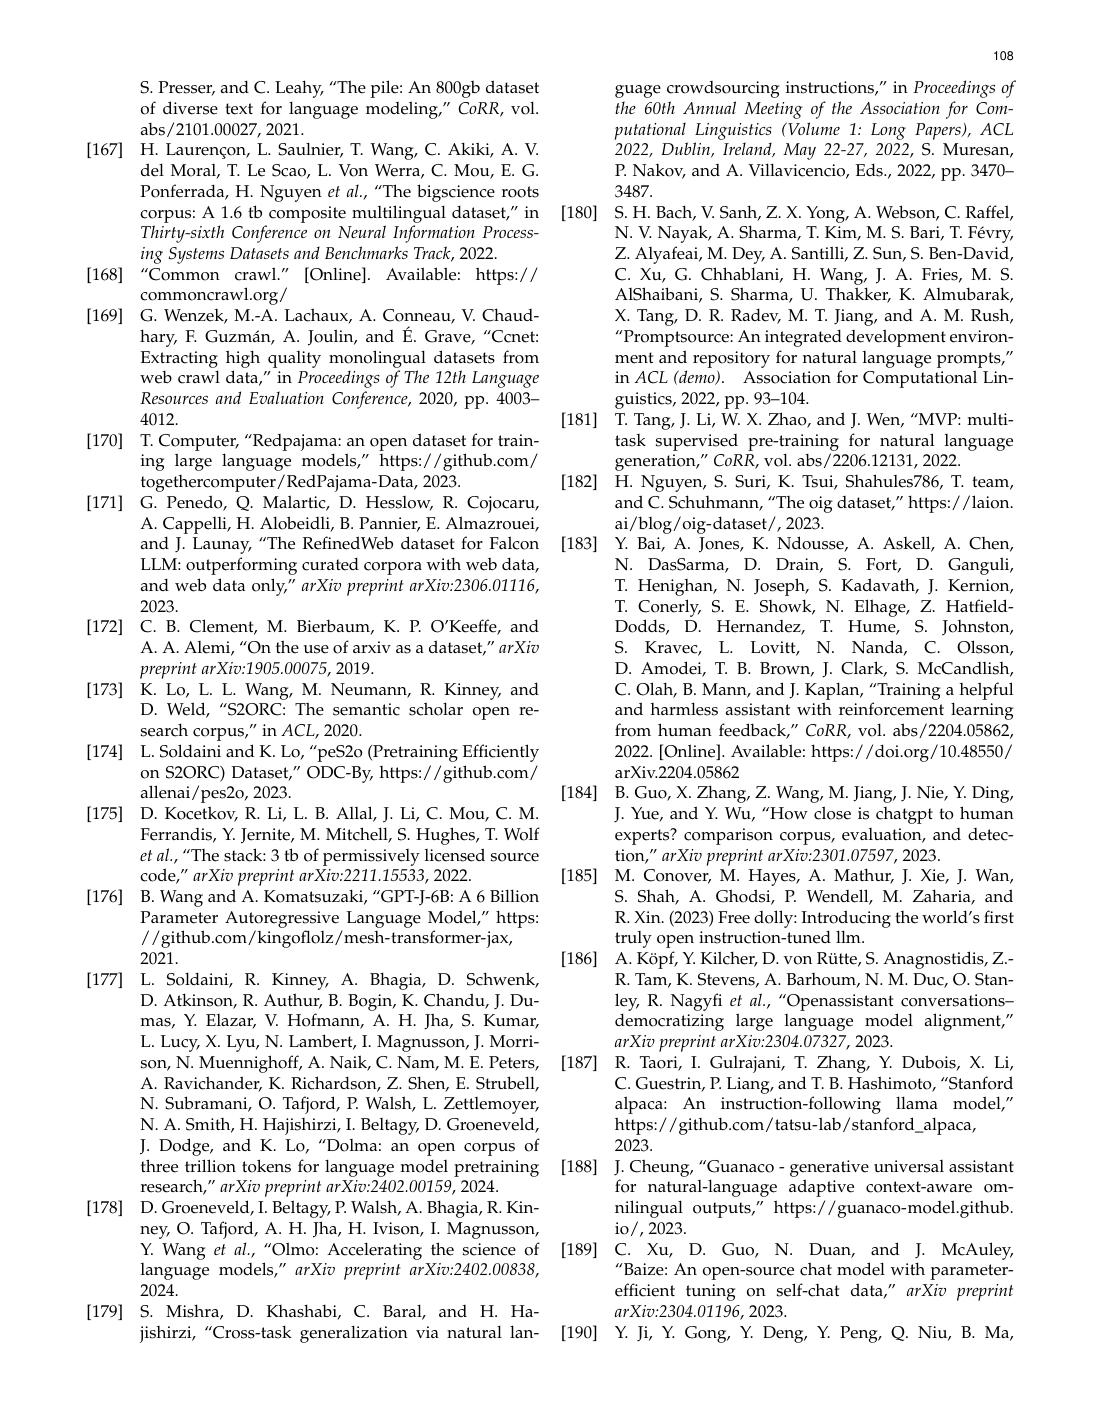 108
S. Presser, and C. Leahy, “The pile: An 800gb dataset
of diverse text for language modeling,” CoRR, vol.
abs/2101.00027, 2021.
[167] H. Laurençon, L. Saulnier, T. Wang, C. Akiki, A. V.
del Moral, T. Le Scao, L. Von Werra, C. Mou, E. G.
Ponferrada, H. Nguyen et al., “The bigscience roots
corpus: A 1.6 tb composite multilingual dataset,” in
Thirty-sixth Conference on Neural Information Process-
ing Systems Datasets and Benchmarks Track, 2022.
[168] “Common crawl.” [Online]. Available: https://
commoncrawl.org/
[169] G. Wenzek, M.-A. Lachaux, A. Conneau, V. Chaud-
hary, F. Guzmán, A. Joulin, and É. Grave, “Ccnet:
Extracting high quality monolingual datasets from
web crawl data,” in Proceedings of The 12th Language
Resources and Evaluation Conference, 2020, pp. 4003–
4012.
[170] T. Computer, “Redpajama: an open dataset for train-
ing large language models,” https://github.com/
togethercomputer/RedPajama-Data, 2023.
[171] G. Penedo, Q. Malartic, D. Hesslow, R. Cojocaru,
A. Cappelli, H. Alobeidli, B. Pannier, E. Almazrouei,
and J. Launay, “The RefinedWeb dataset for Falcon
LLM: outperforming curated corpora with web data,
and web data only,” arXiv preprint arXiv:2306.01116,
2023.
[172] C. B. Clement, M. Bierbaum, K. P. O’Keeffe, and
A. A. Alemi, “On the use of arxiv as a dataset,” arXiv
preprint arXiv:1905.00075, 2019.
[173] K. Lo, L. L. Wang, M. Neumann, R. Kinney, and
D. Weld, “S2ORC: The semantic scholar open re-
search corpus,” in ACL, 2020.
[174] L. Soldaini and K. Lo, “peS2o (Pretraining Efficiently
on S2ORC) Dataset,” ODC-By, https://github.com/
allenai/pes2o, 2023.
[175] D. Kocetkov, R. Li, L. B. Allal, J. Li, C. Mou, C. M.
Ferrandis, Y. Jernite, M. Mitchell, S. Hughes, T. Wolf
et al., “The stack: 3 tb of permissively licensed source
code,” arXiv preprint arXiv:2211.15533, 2022.
[176] B. Wang and A. Komatsuzaki, “GPT-J-6B: A 6 Billion
Parameter Autoregressive Language Model,” https:
//github.com/kingoflolz/mesh-transformer-jax,
2021.
[177] L. Soldaini, R. Kinney, A. Bhagia, D. Schwenk,
D. Atkinson, R. Authur, B. Bogin, K. Chandu, J. Du-
mas, Y. Elazar, V. Hofmann, A. H. Jha, S. Kumar,
L. Lucy, X. Lyu, N. Lambert, I. Magnusson, J. Morri-
son, N. Muennighoff, A. Naik, C. Nam, M. E. Peters,
A. Ravichander, K. Richardson, Z. Shen, E. Strubell,
N. Subramani, O. Tafjord, P. Walsh, L. Zettlemoyer,
N. A. Smith, H. Hajishirzi, I. Beltagy, D. Groeneveld,
J. Dodge, and K. Lo, “Dolma: an open corpus of
three trillion tokens for language model pretraining
research,” arXiv preprint arXiv:2402.00159, 2024.
[178] D. Groeneveld, I. Beltagy, P. Walsh, A. Bhagia, R. Kin-
ney, O. Tafjord, A. H. Jha, H. Ivison, I. Magnusson,
Y. Wang et al., “Olmo: Accelerating the science of
language models,” arXiv preprint arXiv:2402.00838,
2024.
[179] S. Mishra, D. Khashabi, C. Baral, and H. Ha-
jishirzi, “Cross-task generalization via natural lan-
guage crowdsourcing instructions,” in Proceedings of
the 60th Annual Meeting of the Association for Com-
putational Linguistics (Volume 1: Long Papers), ACL
2022, Dublin, Ireland, May 22-27, 2022, S. Muresan,
P. Nakov, and A. Villavicencio, Eds., 2022, pp. 3470–
3487.
[180] S. H. Bach, V. Sanh, Z. X. Yong, A. Webson, C. Raffel,
N. V. Nayak, A. Sharma, T. Kim, M. S. Bari, T. Févry,
Z. Alyafeai, M. Dey, A. Santilli, Z. Sun, S. Ben-David,
C. Xu, G. Chhablani, H. Wang, J. A. Fries, M. S.
AlShaibani, S. Sharma, U. Thakker, K. Almubarak,
X. Tang, D. R. Radev, M. T. Jiang, and A. M. Rush,
“Promptsource: An integrated development environ-
ment and repository for natural language prompts,”
in ACL (demo). Association for Computational Lin-
guistics, 2022, pp. 93–104.
[181] T. Tang, J. Li, W. X. Zhao, and J. Wen, “MVP: multi-
task supervised pre-training for natural language
generation,” CoRR, vol. abs/2206.12131, 2022.
[182] H. Nguyen, S. Suri, K. Tsui, Shahules786, T. team,
and C. Schuhmann, “The oig dataset,” https://laion.
ai/blog/oig-dataset/, 2023.
[183] Y. Bai, A. Jones, K. Ndousse, A. Askell, A. Chen,
N. DasSarma, D. Drain, S. Fort, D. Ganguli,
T. Henighan, N. Joseph, S. Kadavath, J. Kernion,
T. Conerly, S. E. Showk, N. Elhage, Z. Hatfield-
Dodds, D. Hernandez, T. Hume, S. Johnston,
S. Kravec, L. Lovitt, N. Nanda, C. Olsson,
D. Amodei, T. B. Brown, J. Clark, S. McCandlish,
C. Olah, B. Mann, and J. Kaplan, “Training a helpful
and harmless assistant with reinforcement learning
from human feedback,” CoRR, vol. abs/2204.05862,
2022. [Online]. Available: https://doi.org/10.48550/
arXiv.2204.05862
[184] B. Guo, X. Zhang, Z. Wang, M. Jiang, J. Nie, Y. Ding,
J. Yue, and Y. Wu, “How close is chatgpt to human
experts? comparison corpus, evaluation, and detec-
tion,” arXiv preprint arXiv:2301.07597, 2023.
[185] M. Conover, M. Hayes, A. Mathur, J. Xie, J. Wan,
S. Shah, A. Ghodsi, P. Wendell, M. Zaharia, and
R. Xin. (2023) Free dolly: Introducing the world’s first
truly open instruction-tuned llm.
[186] A. Köpf, Y. Kilcher, D. von Rütte, S. Anagnostidis, Z.-
R. Tam, K. Stevens, A. Barhoum, N. M. Duc, O. Stan-
ley, R. Nagyfi et al., “Openassistant conversations–
democratizing large language model alignment,”
arXiv preprint arXiv:2304.07327, 2023.
[187] R. Taori, I. Gulrajani, T. Zhang, Y. Dubois, X. Li,
C. Guestrin, P. Liang, and T. B. Hashimoto, “Stanford
alpaca: An instruction-following llama model,”
https://github.com/tatsu-lab/stanford_alpaca,
2023.
[188] J. Cheung, “Guanaco - generative universal assistant
for natural-language adaptive context-aware om-
nilingual outputs,” https://guanaco-model.github.
io/, 2023.
[189] C. Xu, D. Guo, N. Duan, and J. McAuley,
“Baize: An open-source chat model with parameter-
efficient tuning on self-chat data,” arXiv preprint
arXiv:2304.01196, 2023.
[190] Y. Ji, Y. Gong, Y. Deng, Y. Peng, Q. Niu, B. Ma,